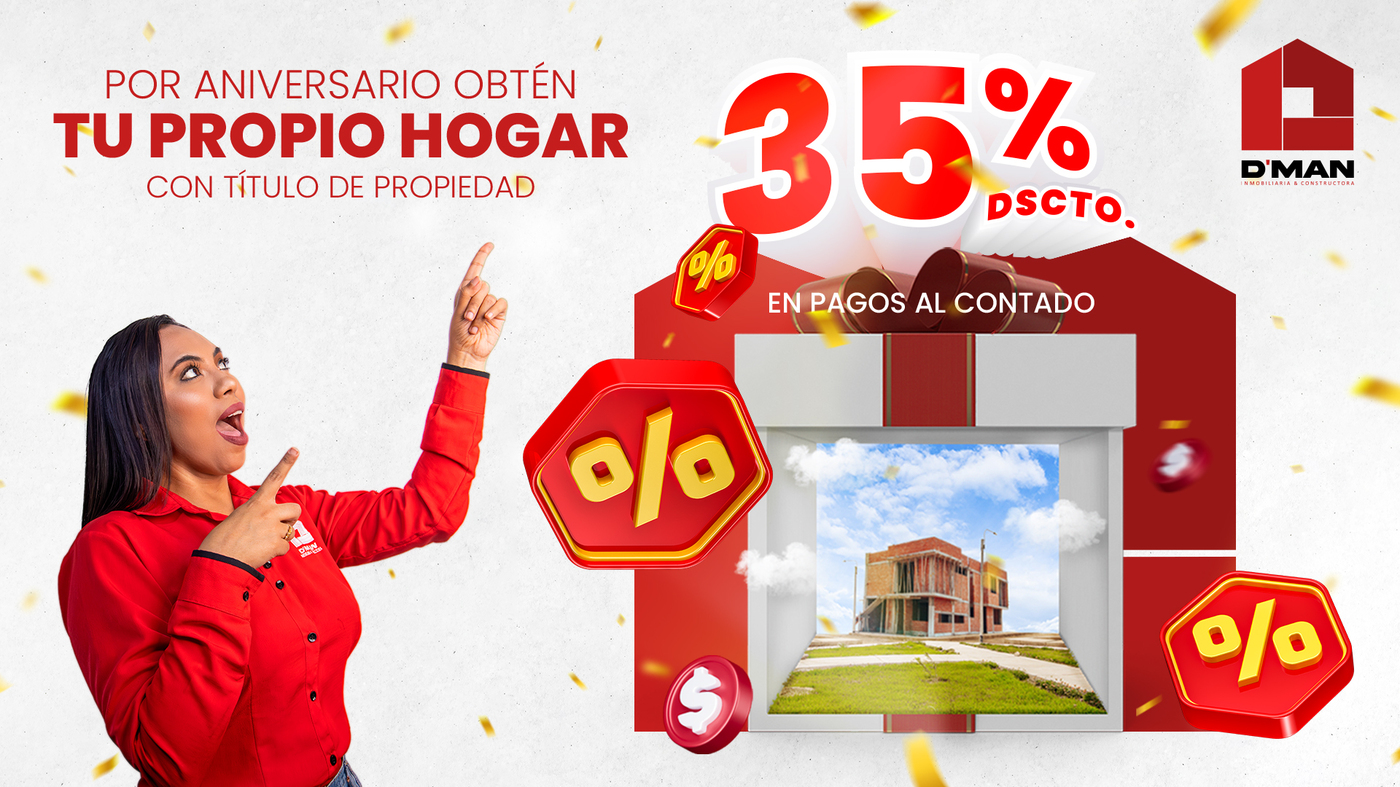 POR ANIVERSARIO OBTÉN
TU PROPIO HOGAR
CON TÍTULO DE PROPIEDAD
35%
DSCTO.
EN PAGOS AL CONTADO
D'MAN
INMOBILIARIA & CONSTRUCTORA
%
%
%
$
$
D'MAN